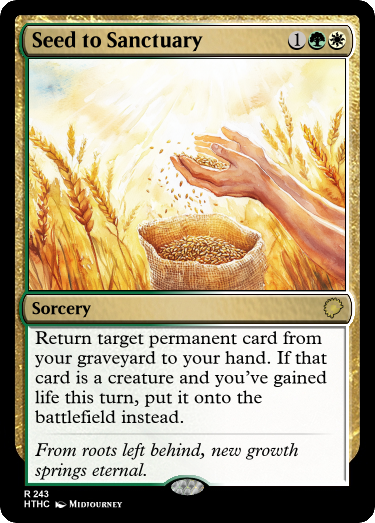 Seed to Sanctuary 1
Sorcery
Return target permanent card from
your graveyard to your hand. If that
card is a creature and you've gained
life this turn, put it onto the
battlefield instead.
From roots left behind, new growth
springs eternal.
R 243
HTHC Midjourney